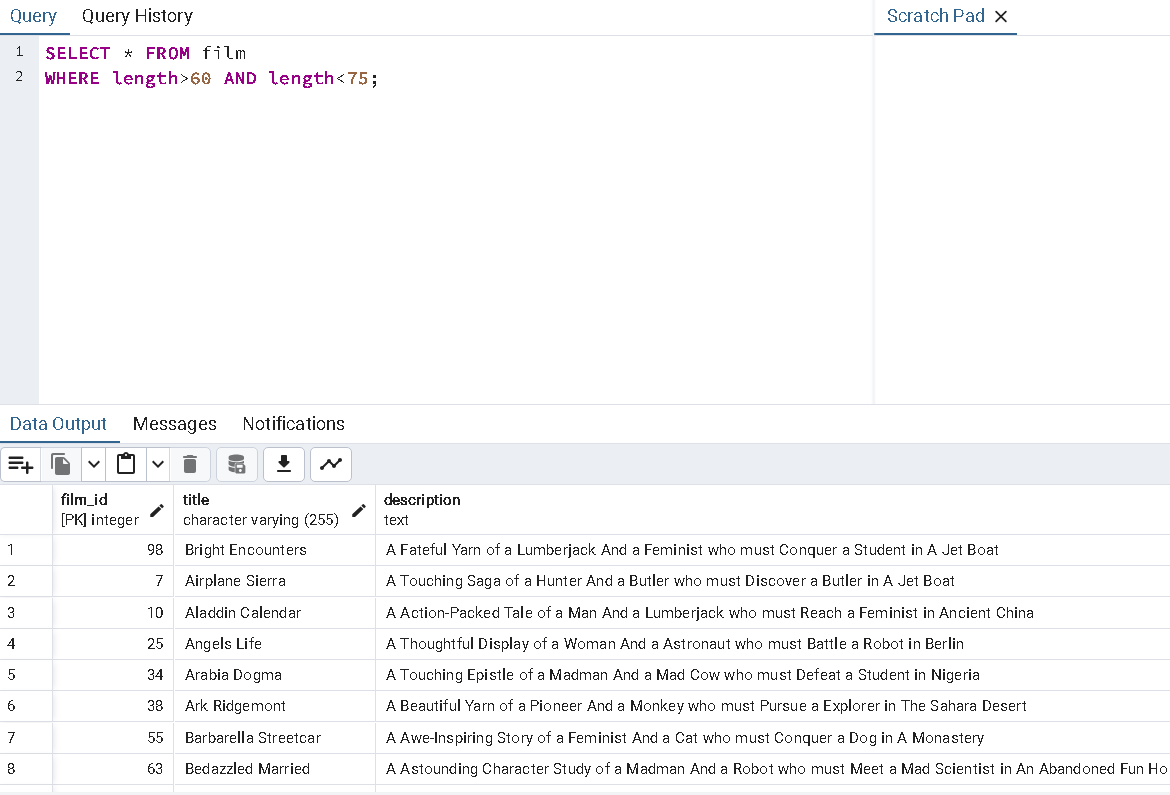 Query Query History Scratch Pad
1 SELECT * FROM film
2 WHERE length>60 AND length<75;
Data Output Messages Notifications
film_id title description
[PK] integer character varying (255) text
1 98 Bright Encounters A Fateful Yarn of a Lumberjack And a Feminist who must Conquer a Student in A Jet Boat
2 7 Airplane Sierra A Touching Saga of a Hunter And a Butler who must Discover a Butler in A Jet Boat
3 10 Aladdin Calendar A Action-Packed Tale of a Man And a Lumberjack who must Reach a Feminist in Ancient China
4 25 Angels Life A Thoughtful Display of a Woman And a Astronaut who must Battle a Robot in Berlin
5 34 Arabia Dogma A Touching Epistle of a Madman And a Mad Cow who must Defeat a Student in Nigeria
6 38 Ark Ridgemont A Beautiful Yarn of a Pioneer And a Monkey who must Pursue a Explorer in The Sahara Desert
7 55 Barbarella Streetcar A Awe-Inspiring Story of a Feminist And a Cat who must Conquer a Dog in A Monastery
8 63 Bedazzled Married A Astounding Character Study of a Madman And a Robot who must Meet a Mad Scientist in An Abandoned Fun Ho